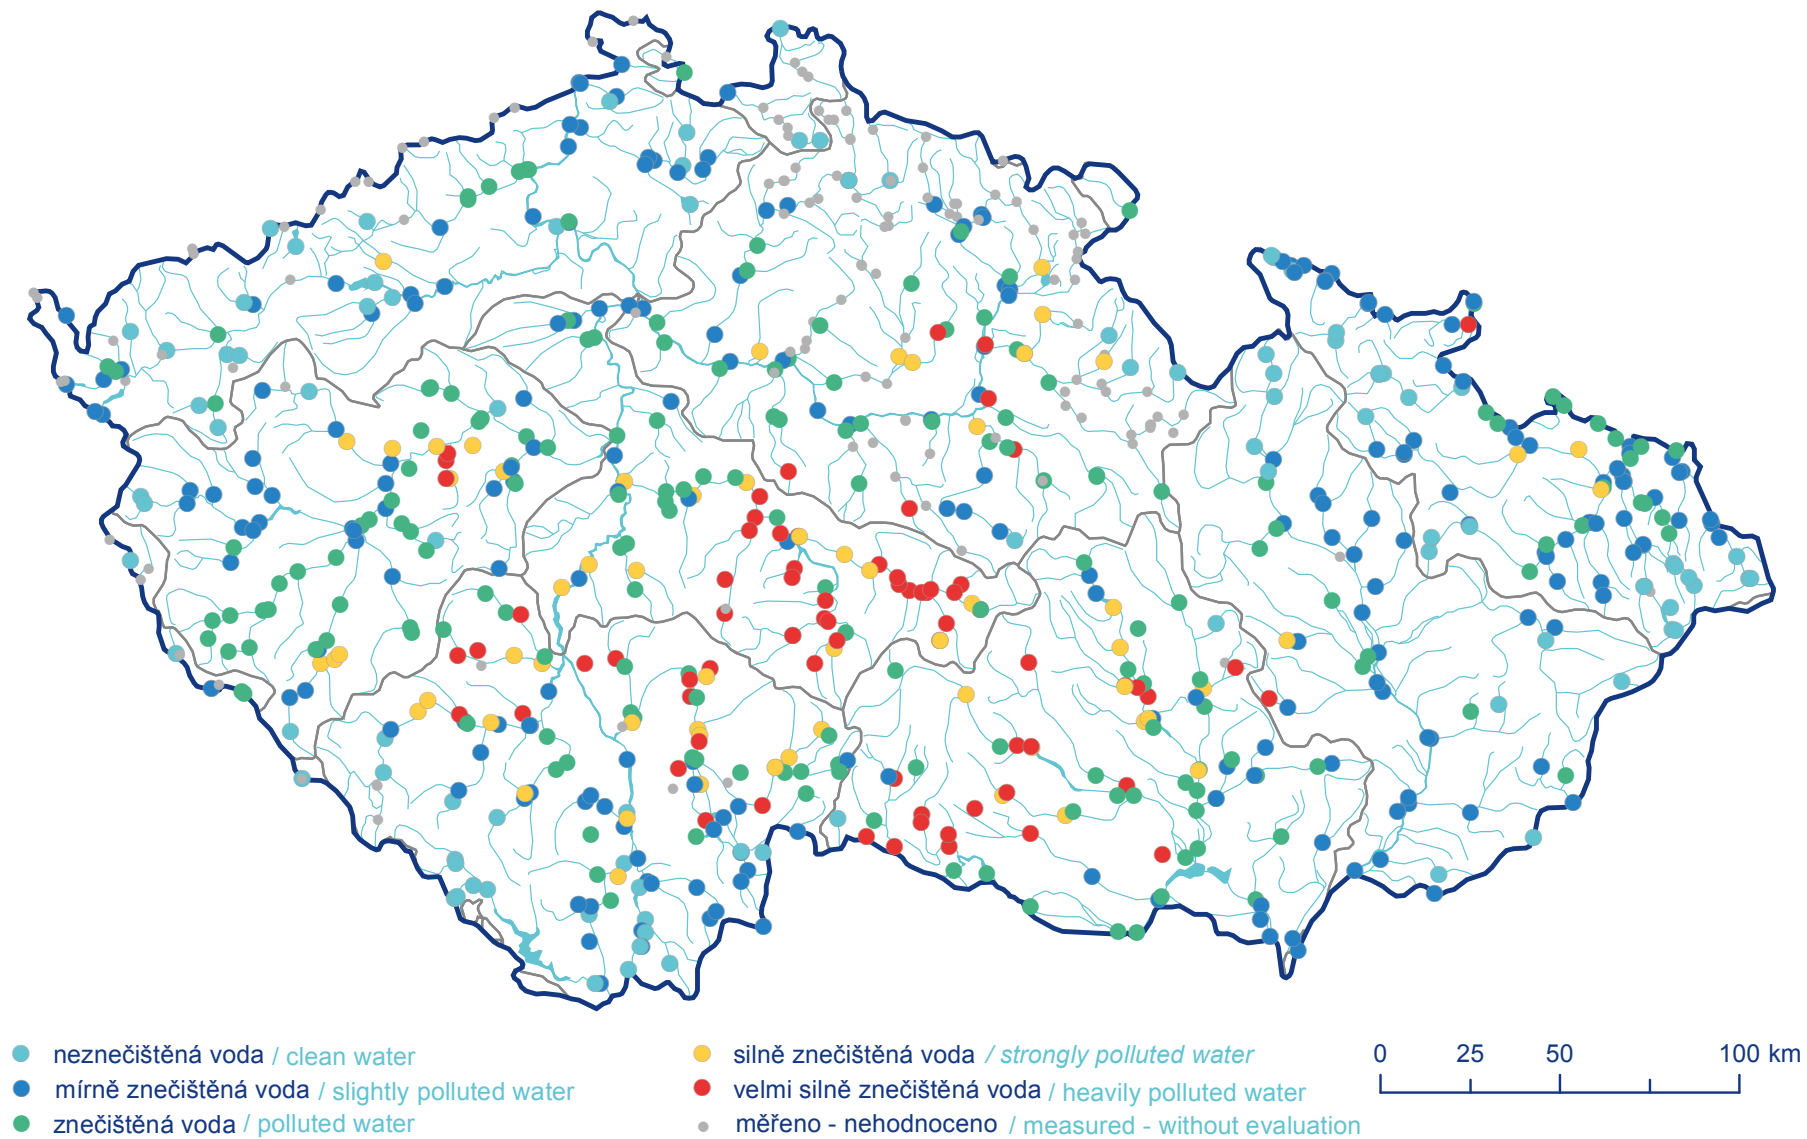 neznečištěná voda / clean water
mírně znečištěná voda / slightly polluted water
znečištěná voda / polluted water
silně znečištěná voda / strongly polluted water
velmi silně znečištěná voda / heavily polluted water
měřeno - nehodnoceno / measured - without evaluation
0 25 50 100 km